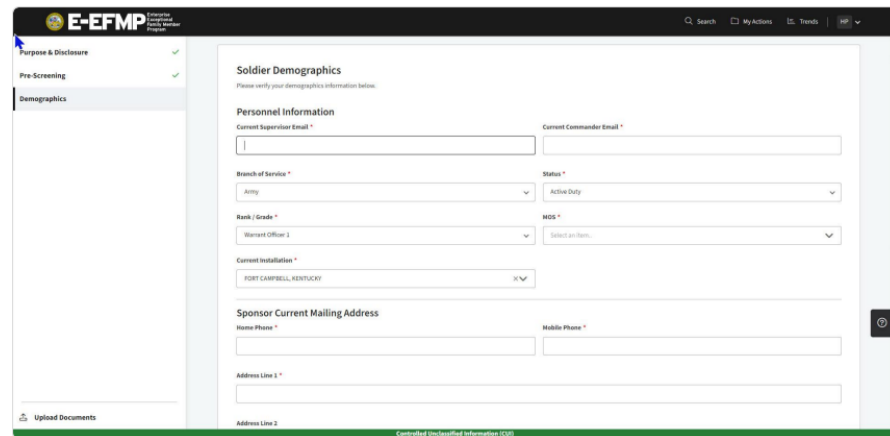 E-EFMP Enterprise Exceptional Family Member Program
Search My Actions Trends HP
Purpose & Disclosure
Pre-Screening
Demographics
Soldier Demographics
Please verify your demographics information below.
Personnel Information
Current Supervisor Email * Current Commander Email *
Branch of Service * Status *
Army Active Duty
Rank / Grade * MOS *
Warrant Officer 1 Select an item...
Current Installation *
FORT CAMPBELL, KENTUCKY
Sponsor Current Mailing Address
Home Phone * Mobile Phone *
Address Line 1 *
Address Line 2
Upload Documents
Controlled Unclassified Information (CUI)